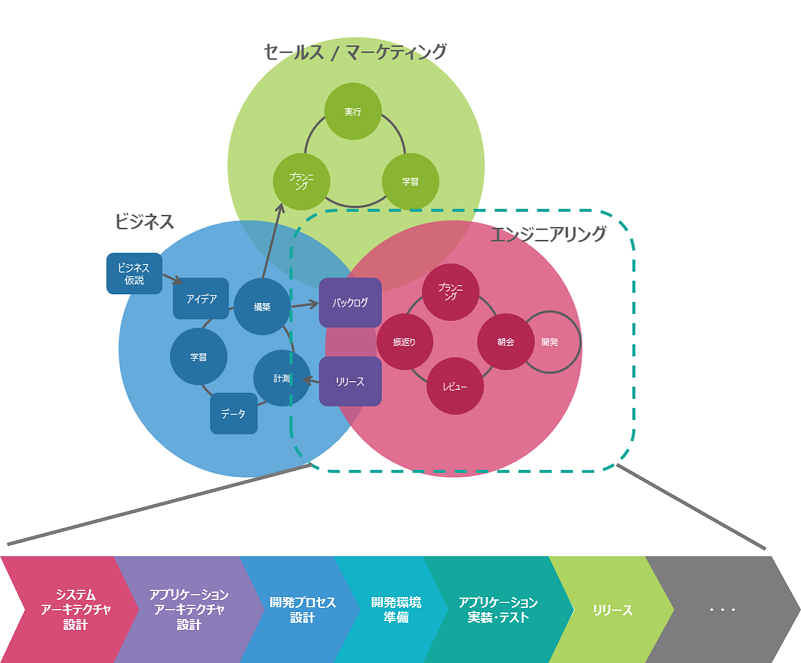 セールス / マーケティング
実行
プランニ
ング
学習
ビジネス
エンジニアリング
ビジネス
仮説
アイデア
構築
バックログ
プランニ
ング
学習
振返り
朝会
開発
計測
リリース
レビュー
データ
システム
アーキテクチャ
設計
アプリケーション
アーキテクチャ
設計
開発プロセス
設計
開発環境
準備
アプリケーション
実装・テスト
リリース
・・・